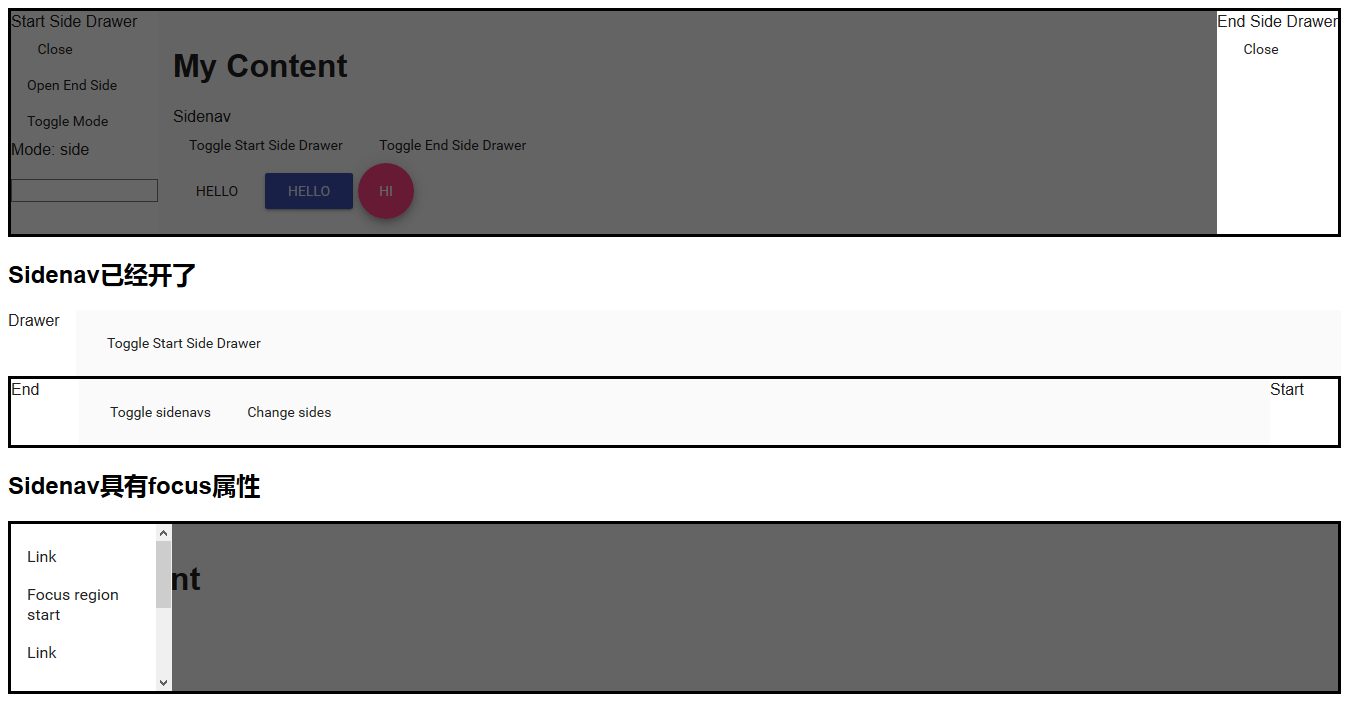 Start Side Drawer
Close
Open End Side
Toggle Mode
Mode: side
My Content
Sidenav
Toggle Start Side Drawer Toggle End Side Drawer
HELLO HELLO HI
End Side Drawer
Close
Sidenav已经开了
Drawer
Toggle Start Side Drawer
End Toggle sidenavs Change sides Start
Sidenav具有focus属性
Link
Focus region
start
Link
nt